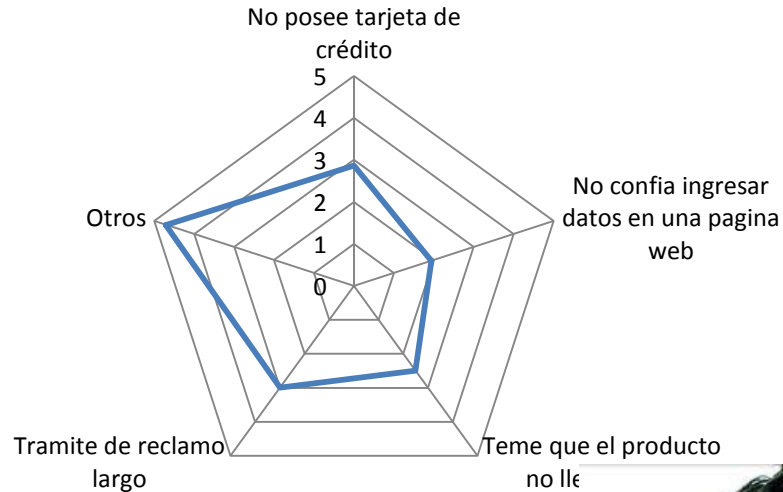 No posee tarjeta de
crédito
5
4
3
2
1
0
No confia ingresar
datos en una pagina
web
Otros
Tramite de reclamo
largo
Teme que el producto
no